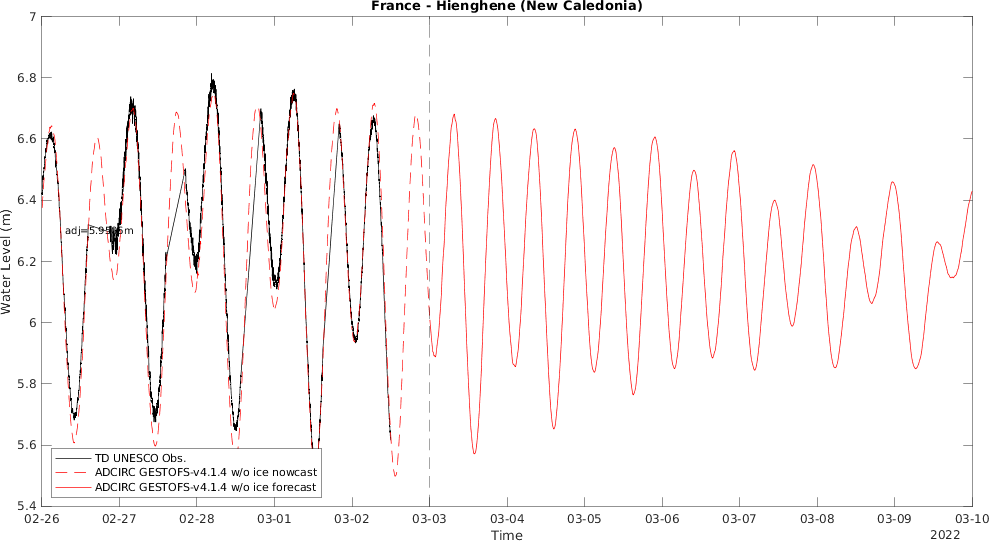 France - Hienghene (New Caledonia)
7
6.8
6.6
6.4
6.2
6
5.8
5.6
5.4
Water Level (m)
TD UNESCO Obs.
ADCIRC GESTOFS-v4.1.4 w/o ice nowcast
ADCIRC GESTOFS-v4.1.4 w/o ice forecast
02-26 02-27 02-28 03-01 03-02 03-03 03-04 03-05 03-06 03-07 03-08 03-09 03-10
Time
2022